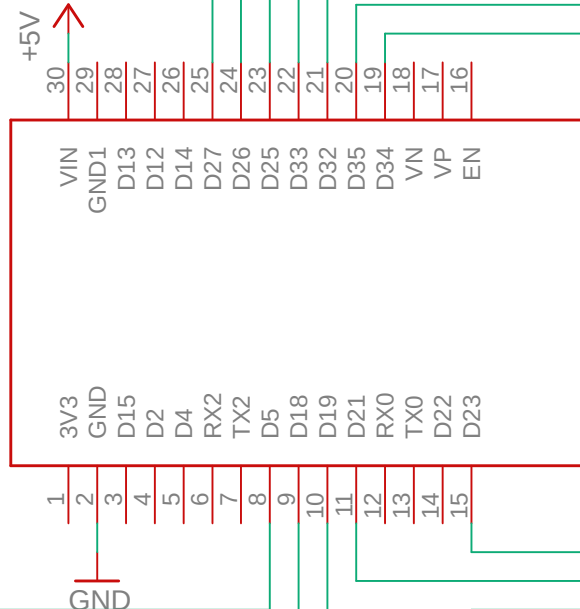 +5V
30 29 28 27 26 25 24 23 22 21 20 19 18 17 16
VIN GND1 D13 D12 D14 D27 D26 D25 D33 D32 D35 D34 VN VP EN
3V3 GND D15 D2 D4 RX2 TX2 D5 D18 D19 D21 RX0 TX0 D22 D23
1 2 3 4 5 6 7 8 9 10 11 12 13 14 15
GND